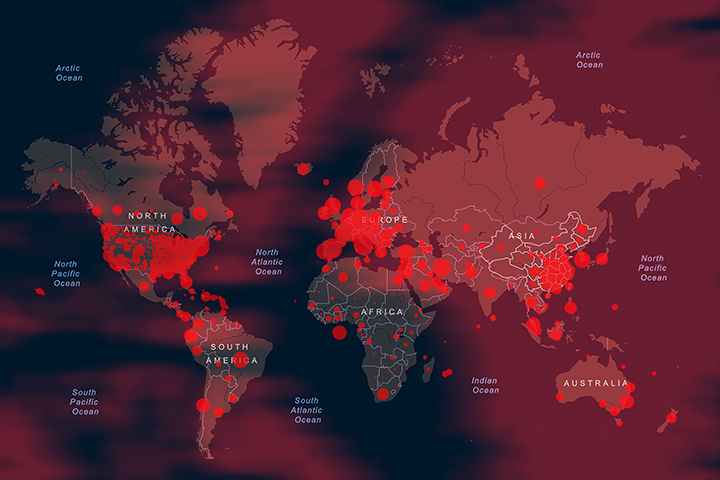 Arctic
Ocean
Arctic
Ocean
NORTH
AMERICA
EUROPE
ASIA
North
Pacific
Ocean
North
Atlantic
Ocean
North
Pacific
Ocean
AFRICA
SOUTH
AMERICA
South
Pacific
Ocean
South
Atlantic
Ocean
Indian
Ocean
AUSTRALIA